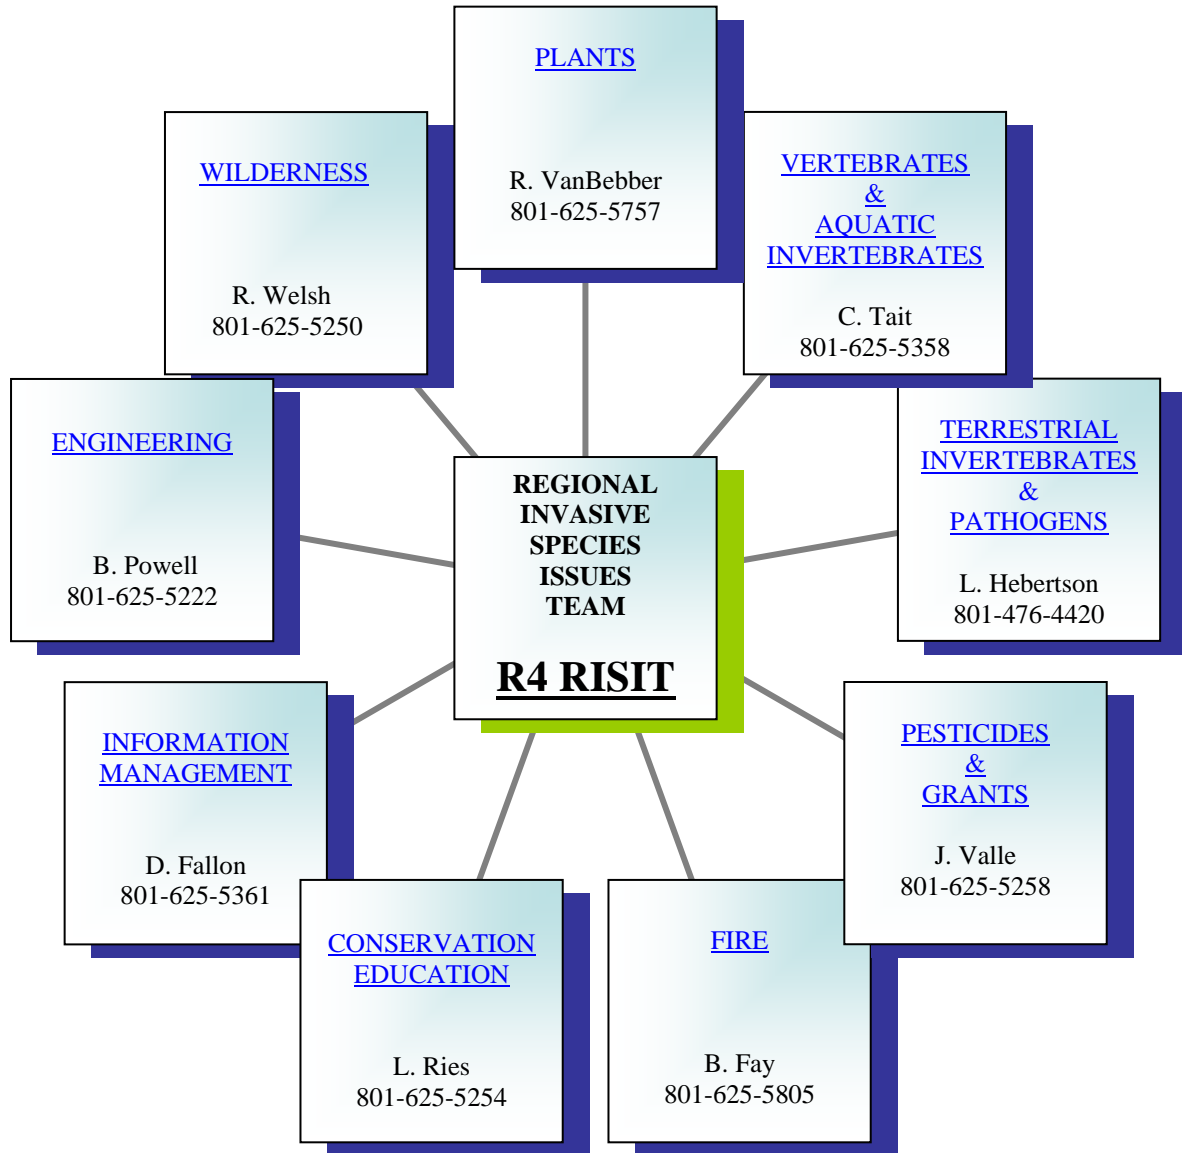 PLANTS
R. VanBebber
801-625-5757
WILDERNESS
R. Welsh
801-625-5250
VERTEBRATES
&
AQUATIC
INVERTEBRATES
C. Tait
801-625-5358
ENGINEERING
B. Powell
801-625-5222
REGIONAL
INVASIVE
SPECIES
ISSUES
TEAM
R4 RISIT
TERRESTRIAL
INVERTEBRATES
&
PATHOGENS
L. Hebertson
801-476-4420
INFORMATION
MANAGEMENT
D. Fallon
801-625-5361
PESTICIDES
&
GRANTS
J. Valle
801-625-5258
CONSERVATION
EDUCATION
L. Ries
801-625-5254
FIRE
B. Fay
801-625-5805